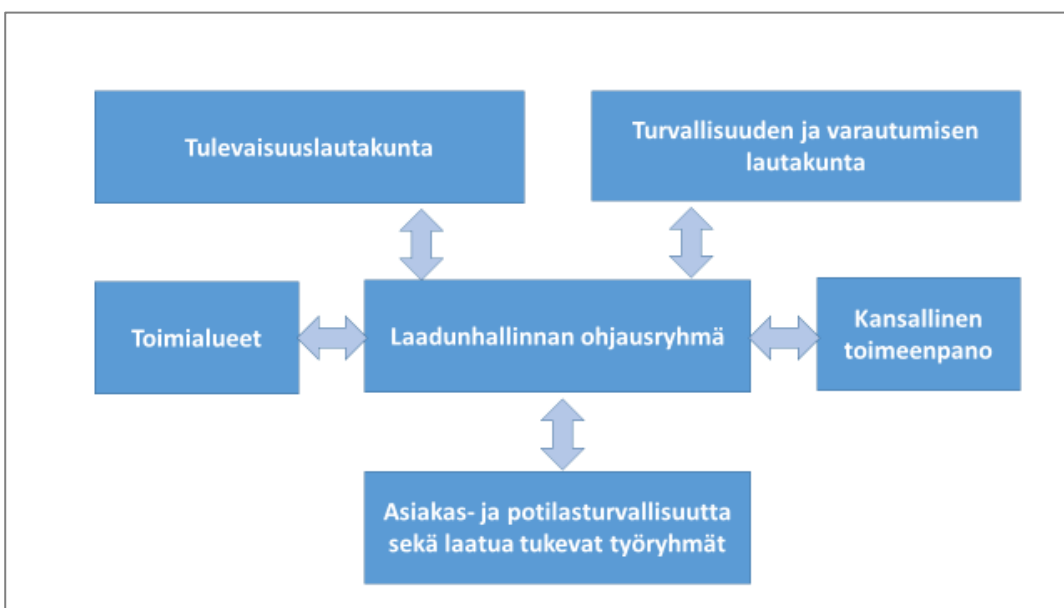 Tulevaisuuslautakunta
Turvallisuuden ja varautumisen
lautakunta
Toimialueet
Laadunhallinnan ohjausryhmä
Kansallinen
toimeenpano
Asiakas- ja potilasturvallisuutta
sekä laatua tukevat työryhmät